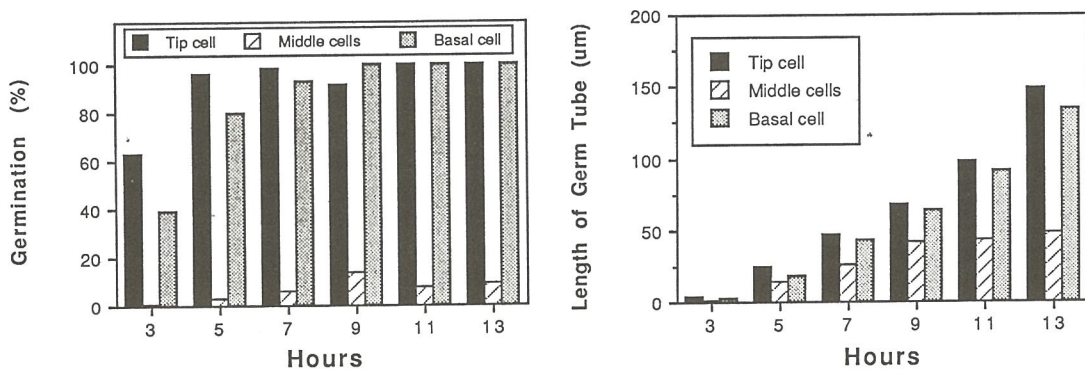 Tip cell Middle cells Basal cell
Germination (%)
100
80
60
40
20
0
3 5 7 9 11 13
Hours
200
150
100
50
0
Length of Germ Tube (um)
Tip cell
Middle cells
Basal cell
3 5 7 9 11 13
Hours